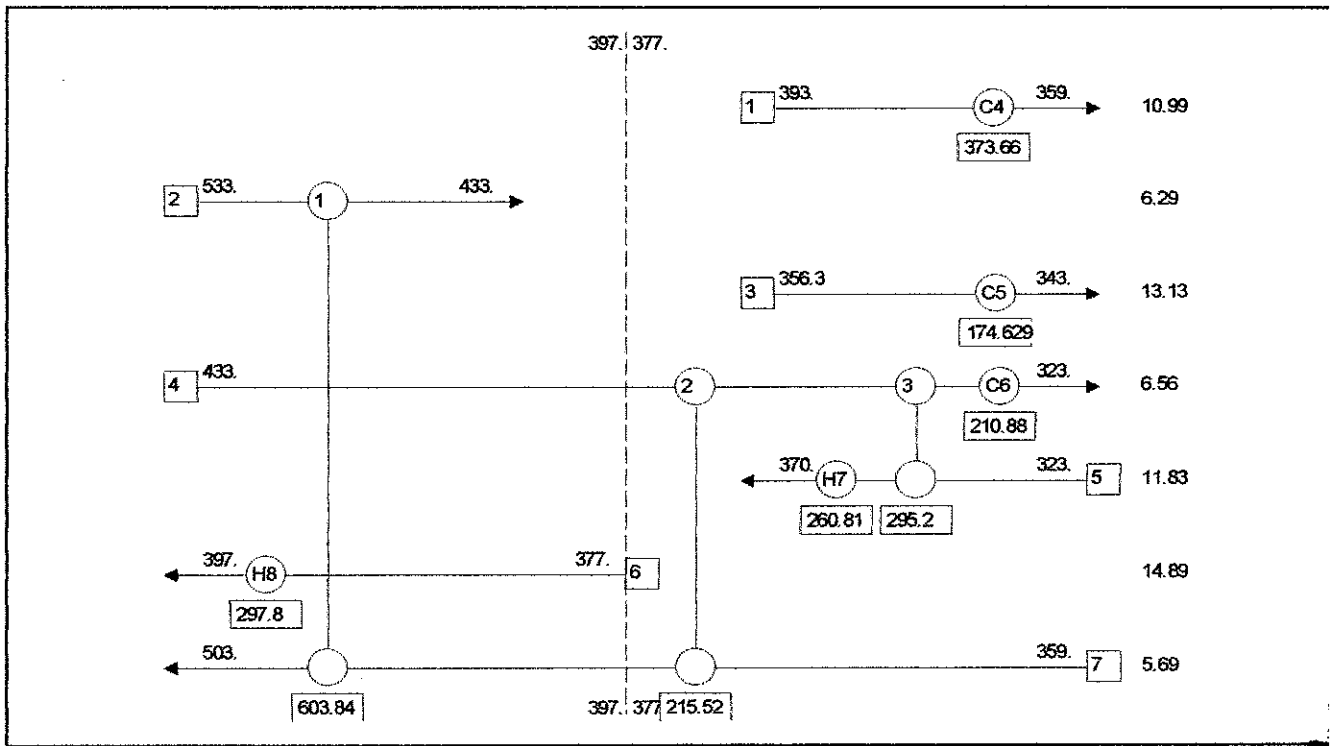 397. 377.
1 393. C4 359. 10.99
373.66
2 533. 1 433. 6.29
3 356.3 C5 343. 13.13
174.629
4 433. 2 3 C6 323. 6.56
210.88
370. H7 323. 5 11.83
260.81 295.2
397. H8 377. 6 14.89
297.8
503. 359. 7 5.69
603.84 397. 377 215.52